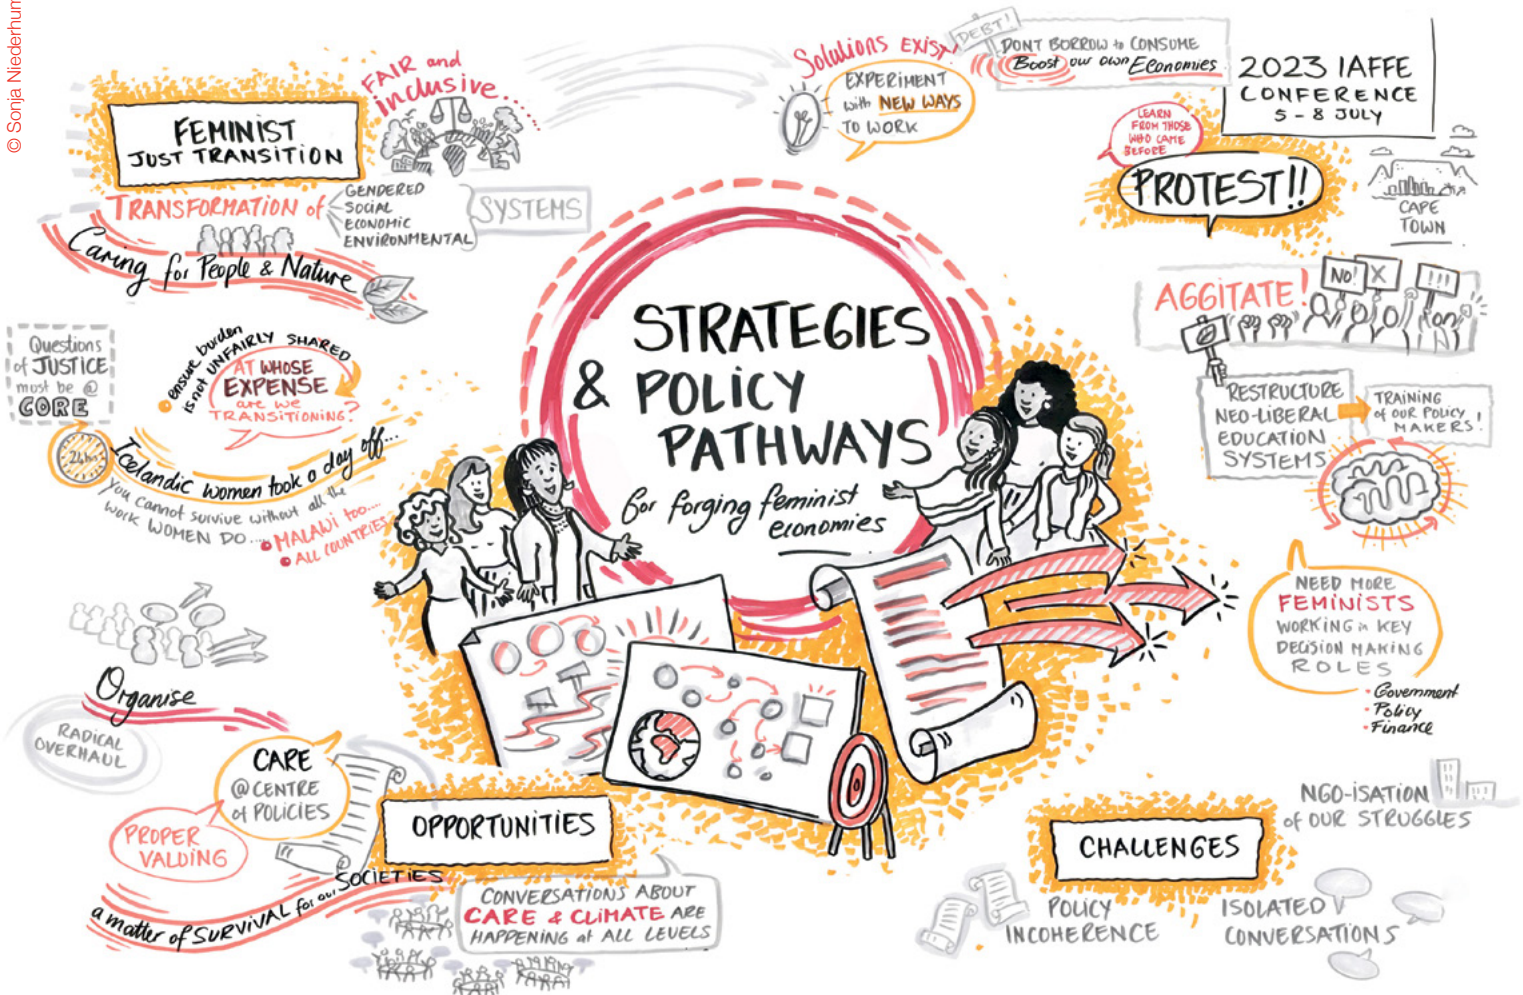 © Sonja Niederhum
FEMINIST
JUST TRANSITION
FAIR and
inclusive....
TRANSFORMATION of
GENDERED
SOCIAL
ECONOMIC
ENVIRONMENTAL
SYSTEMS
Caring for People & Nature
Solutions EXIST!
EXPERIMENT
with NEW WAYS
TO WORK
DEBT!
DONT BORROW to CONSUME
Boost our own Economies
2023 IAFFE
CONFERENCE
5 - 8 JULY
LEARN
FROM THOSE
WHO CAME
BEFORE
PROTEST!!
CAPE
TOWN
AGGITATE!
NO!
X
!!!
RESTRUCTURE
NEO-LIBERAL
EDUCATION
SYSTEMS
TRAINING
of OUR POLICY
MAKERS!
Questions
of JUSTICE
must be @
CORE
ensure burden
is not UNFAIRLY SHARED
AT WHOSE
EXPENSE
are we
TRANSITIONING?
24hrs
Icelandic women took a day off...
You cannot survive without all the
work WOMEN DO...
MALAWI too....
ALL COUNTRIES
STRATEGIES
& POLICY
PATHWAYS
for forging feminist
economies
NEED MORE
FEMINISTS
WORKING in KEY
DECISION MAKING
ROLES
· Government
· Policy
· Finance
Organise
RADICAL
OVERHAUL
CARE
@ CENTRE
of POLICIES
PROPER
VALUING
a matter of SURVIVAL for our SOCIETIES
OPPORTUNITIES
CONVERSATIONS ABOUT
CARE & CLIMATE ARE
HAPPENING at ALL LEVELS
CHALLENGES
NGO-iSATION
of OUR STRUGGLES
POLICY
INCOHERENCE
ISOLATED
CONVERSATIONS